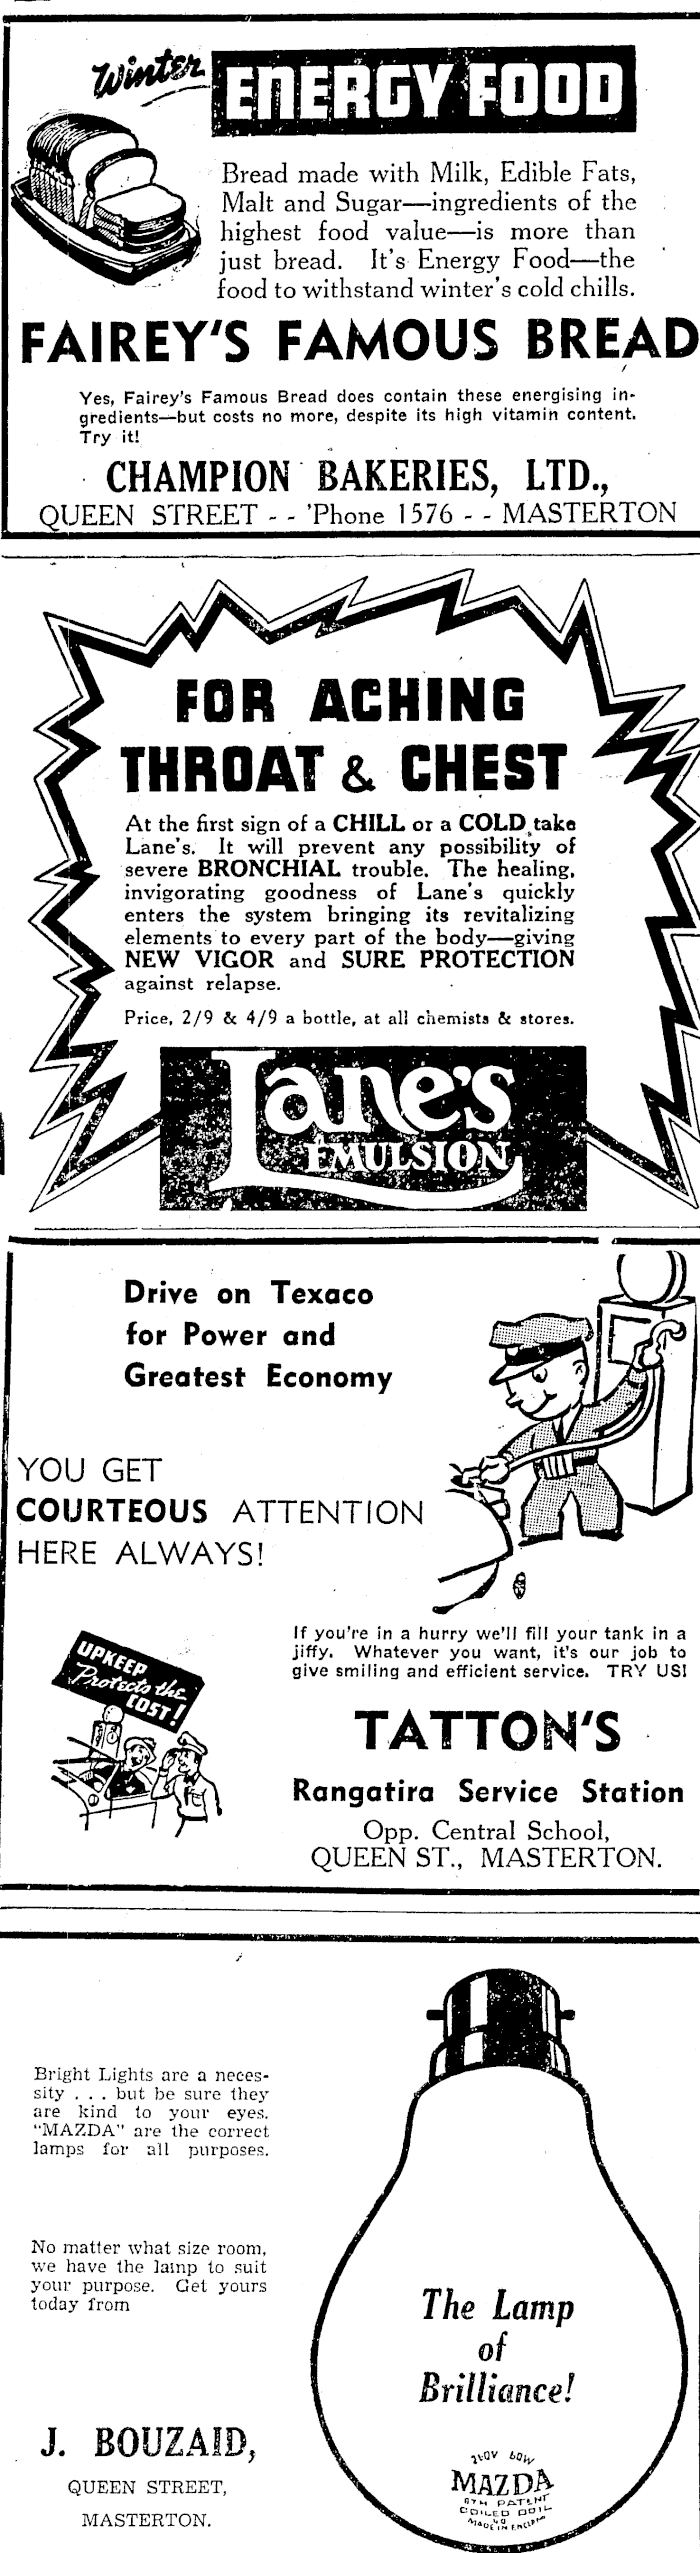 Winter ENERGY FOOD
Bread made with Milk, Edible Fats,
Malt and Sugar—ingredients of the
highest food value—is more than
just bread. It's Energy Food—the
food to withstand winter's cold chills.
FAIREY'S FAMOUS BREAD
Yes, Fairey's Famous Bread does contain these energising in-
gredients—but costs no more, despite its high vitamin content.
Try it!
CHAMPION BAKERIES, LTD.,
QUEEN STREET - - 'Phone 1576 - - MASTERTON
FOR ACHING
THROAT & CHEST
At the first sign of a CHILL or a COLD take
Lane's. It will prevent any possibility of
severe BRONCHIAL trouble. The healing,
invigorating goodness of Lane's quickly
enters the system bringing its revitalizing
elements to every part of the body—giving
NEW VIGOR and SURE PROTECTION
against relapse.
Price, 2/9 & 4/9 a bottle, at all chemists & stores.
Lane's
EMULSION
Drive on Texaco
for Power and
Greatest Economy
YOU GET
COURTEOUS ATTENTION
HERE ALWAYS!
If you're in a hurry we'll fill your tank in a
jiffy. Whatever you want, it's our job to
give smiling and efficient service. TRY US!
UPKEEP
Protects the
COST!
TATTON'S
Rangatira Service Station
Opp. Central School,
QUEEN ST., MASTERTON.
Bright Lights are a neces-
sity . . . but be sure they
are kind to your eyes.
"MAZDA" are the correct
lamps for all purposes.
No matter what size room,
we have the lamp to suit
your purpose. Get yours
today from
J. BOUZAID,
QUEEN STREET,
MASTERTON.
The Lamp
of
Brilliance!
60W
MAZDA
PATENT
COILED COIL
MADE IN